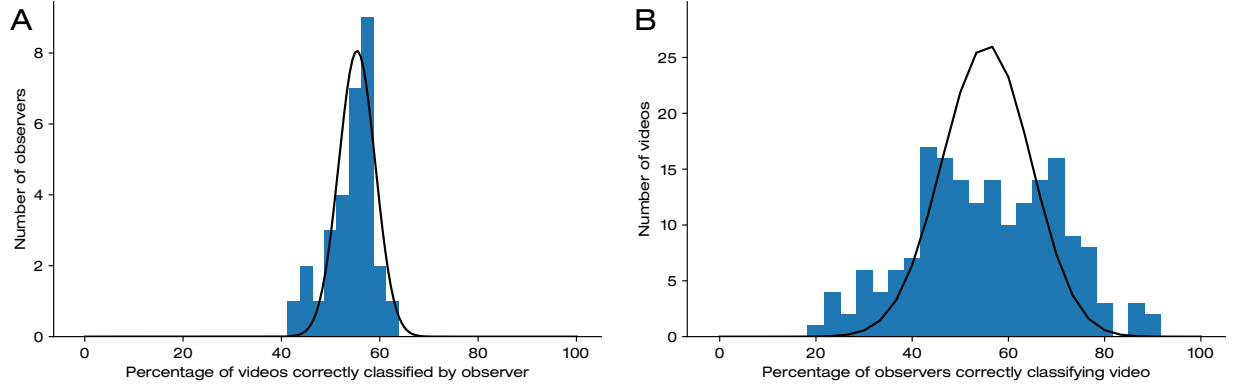 A
Number of observers
8
6
4
2
0
0 20 40 60 80 100
Percentage of videos correctly classified by observer
B
Number of videos
25
20
15
10
5
0
0 20 40 60 80 100
Percentage of observers correctly classifying video